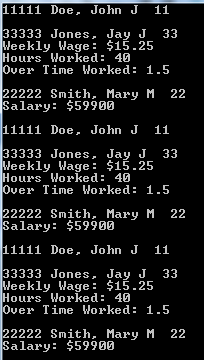 11111 Doe, John J  11
33333 Jones, Jay J  33
Weekly Wage: $15.25
Hours Worked: 40
Over Time Worked: 1.5
22222 Smith, Mary M  22
Salary: $59900
11111 Doe, John J  11
33333 Jones, Jay J  33
Weekly Wage: $15.25
Hours Worked: 40
Over Time Worked: 1.5
22222 Smith, Mary M  22
Salary: $59900
11111 Doe, John J  11
33333 Jones, Jay J  33
Weekly Wage: $15.25
Hours Worked: 40
Over Time Worked: 1.5
22222 Smith, Mary M  22
Salary: $59900